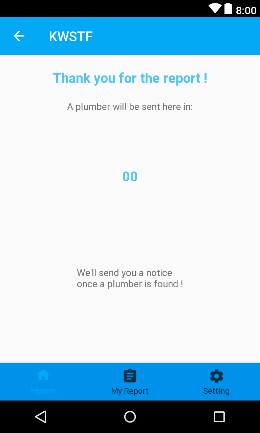 8:00
KWSTF
Thank you for the report !
A plumber will be sent here in:
00
We'll send you a notice
once a plumber is found !
Home
My Report
Setting